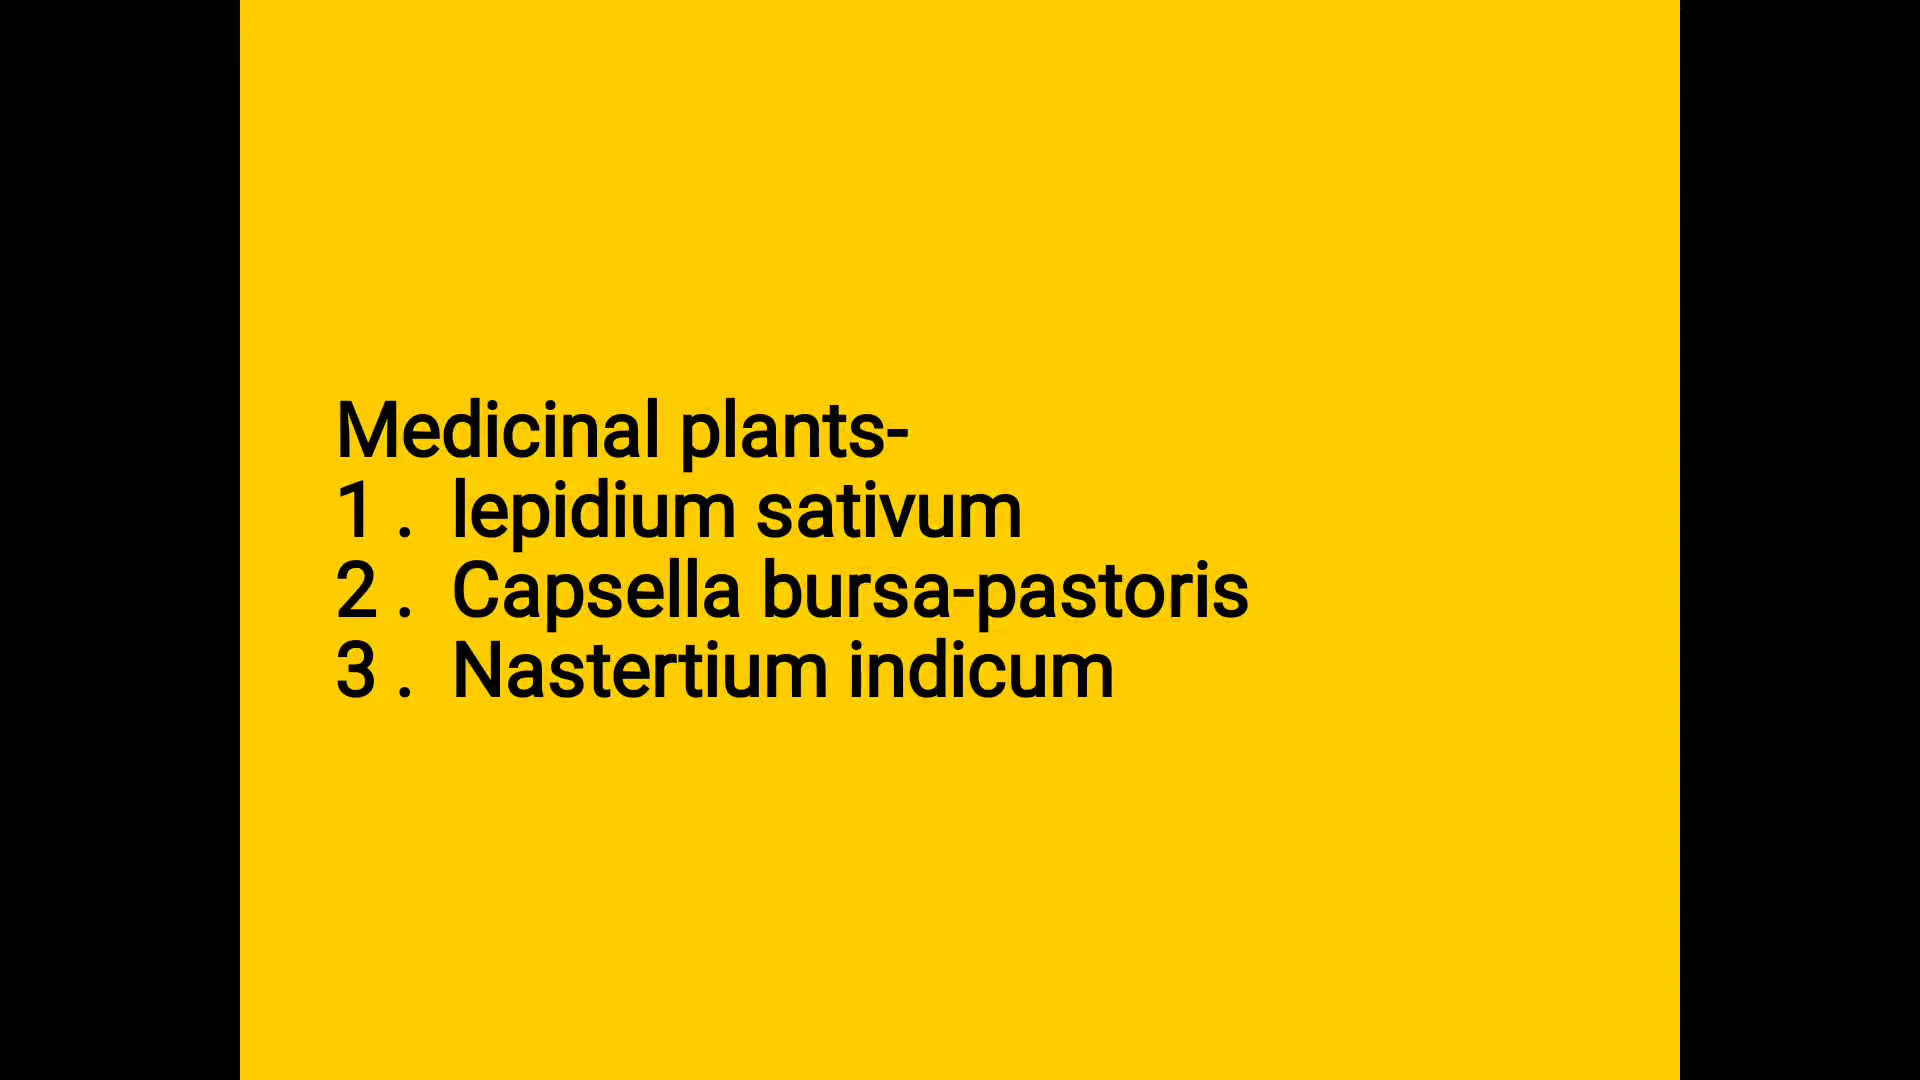 Medicinal plants-
1 . lepidium sativum
2 . Capsella bursa-pastoris
3 . Nastertium indicum